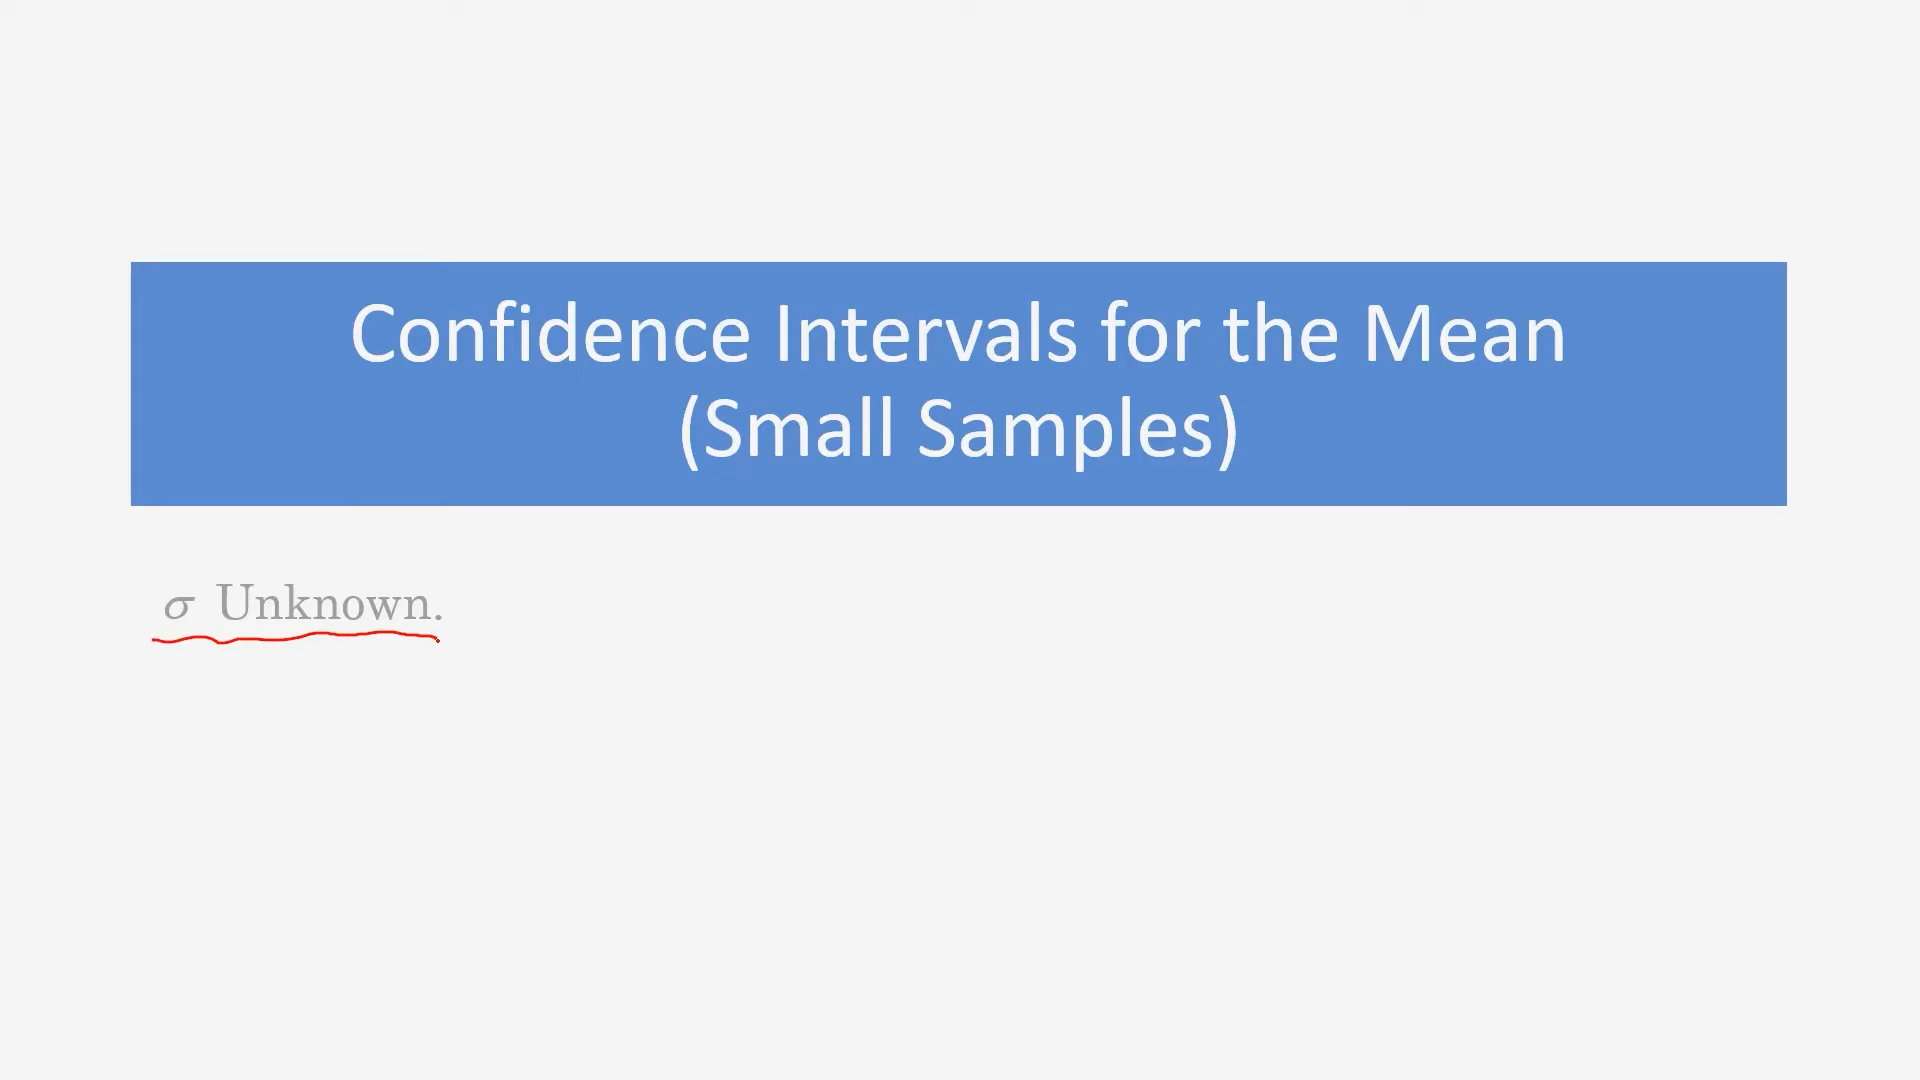 Confidence Intervals for the Mean
(Small Samples)
σ Unknown.